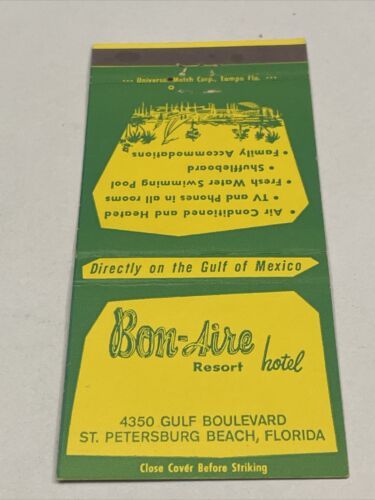 --- Universal Match Corp., Tampa Fla. ---
• Air Conditioned and Heated
• TV and Phones in all rooms
• Fresh Water Swimming Pool
• Shuffleboard
• Family Accommodations
Directly on the Gulf of Mexico
Bon-Aire
Resort hotel
4350 GULF BOULEVARD
ST. PETERSBURG BEACH, FLORIDA
Close Cover Before Striking